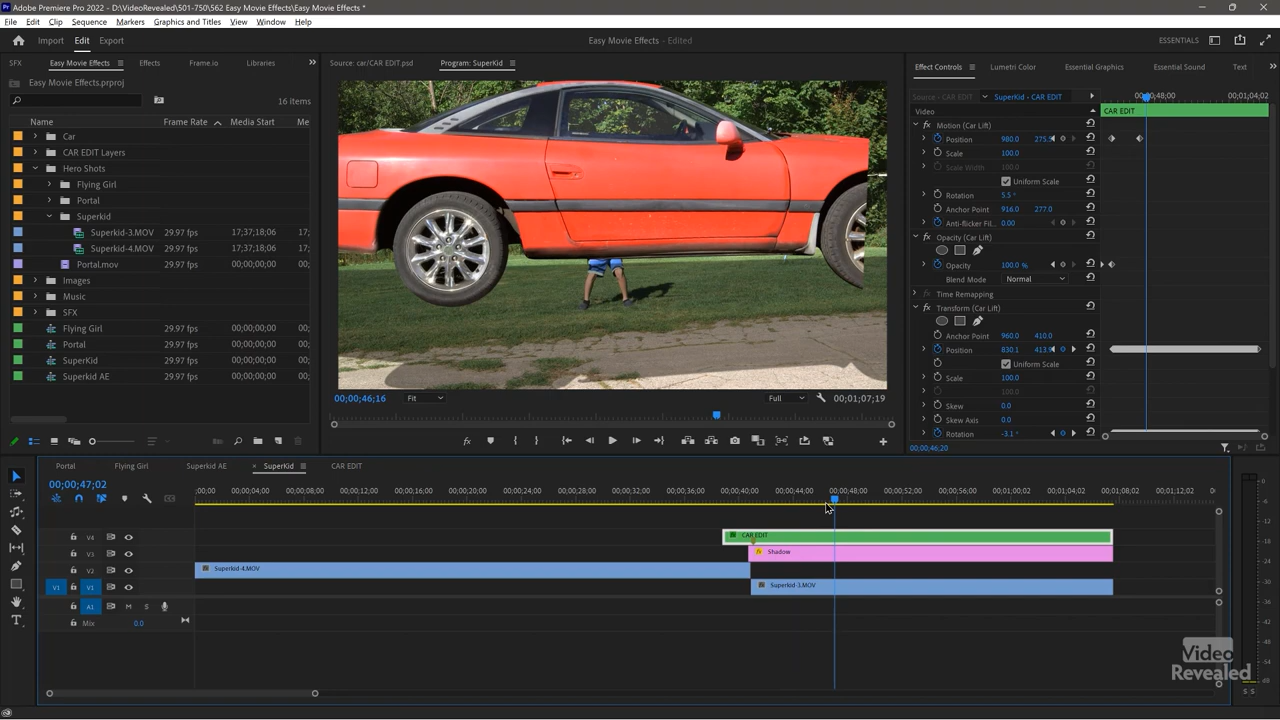 Adobe Premiere Pro 2022 - D:\VideoRevealed\501-750\562 Easy Movie Effects\Easy Movie Effects *
File Edit Clip Sequence Markers Graphics and Titles View Window Help
Import Edit Export
Easy Movie Effects - Edited
ESSENTIALS
SFX Easy Movie Effects Effects Frame.io Libraries
Easy Movie Effects.prproj
16 items
Name Frame Rate Media Start Me
Car
CAR EDIT Layers
Hero Shots
Flying Girl
Portal
Superkid
Superkid-3.MOV 29.97 fps 17;37;18;06 17;
Superkid-4.MOV 29.97 fps 17;37;18;06 17;
Portal.mov 29.97 fps 00;00;00;00 00;
Images
Music
SFX
Flying Girl 29.97 fps 00;00;00;00 00;
Portal 29.97 fps 00;00;00;00 00;
SuperKid 29.97 fps 00;00;00;00 00;
Superkid AE 29.97 fps 00;00;00;00 00;
Source: car/CAR EDIT.psd Program: SuperKid
00;00;46;16 Fit Full 00;01;07;19
Effect Controls Lumetri Color Essential Graphics Essential Sound Text
Source - CAR EDIT SuperKid - CAR EDIT 00;00;48;00 00;01;04;02
Video CAR EDIT
fx Motion (Car Lift)
Position 980.0 275.5
Scale 100.0
Scale Width 100.0
Uniform Scale
Rotation 5.5 °
Anchor Point 916.0 277.0
Anti-flicker Fil... 0.00
fx Opacity (Car Lift)
Opacity 100.0 %
Blend Mode Normal
Time Remapping
fx Transform (Car Lift)
Anchor Point 960.0 410.0
Position 830.1 413.9
Uniform Scale
Scale 100.0
100.0
Skew 0.0
Skew Axis 0.0
Rotation -3.1 °
00;00;46;20
Portal Flying Girl Superkid AE SuperKid CAR EDIT
00;00;47;02
;00;00 00;00;04;00 00;00;08;00 00;00;12;00 00;00;16;00 00;00;20;00 00;00;24;00 00;00;28;00 00;00;32;00 00;00;36;00 00;00;40;00 00;00;44;00 00;00;48;00 00;00;52;00 00;00;56;00 00;01;00;02 00;01;04;02 00;01;08;02 00;01;12;02
V4 CAR EDIT
V3 fx Shadow
V2 Superkid-4.MOV
V1 V1 Superkid-3.MOV
A1 M S
Mix 0.0
S S
Video
Revealed